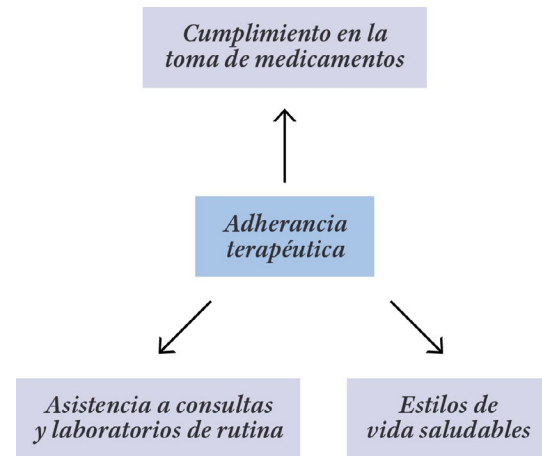 Cumplimiento en la
toma de medicamentos
Adherancia
terapéutica
Asistencia a consultas
y laboratorios de rutina
Estilos de
vida saludables